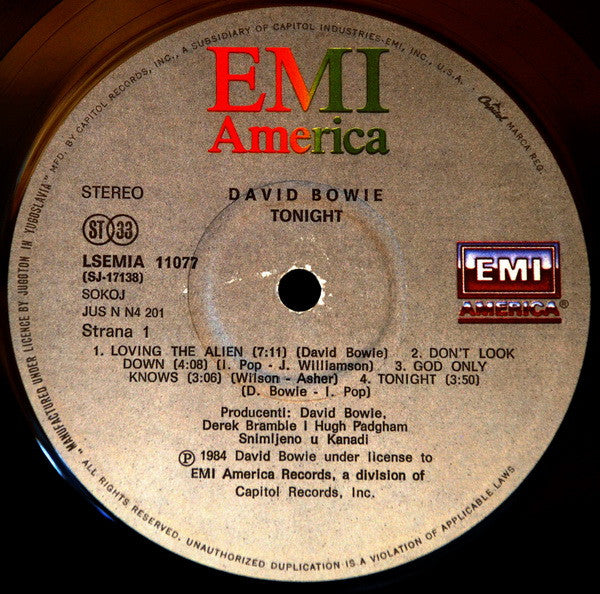 EMI
America
DAVID BOWIE
TONIGHT
STEREO
ST 33
LSEMIA 11077
(SJ-17138)
SOKOJ
JUS N N4 201
Strana 1
EMI
AMERICA®
1. LOVING THE ALIEN (7:11) (David Bowie) 2. DON'T LOOK
DOWN (4:08) (I. Pop - J. Williamson) 3. GOD ONLY
KNOWS (3:06) (Wilson - Asher) 4. TONIGHT (3:50)
(D. Bowie - I. Pop)
Producenti: David Bowie,
Derek Bramble I Hugh Padgham
Snimljeno u Kanadi
℗ 1984 David Bowie under license to
EMI America Records, a division of
Capitol Records, Inc.
"MANUFACTURED UNDER LICENCE BY JUGOTON IN YUGOSLAVIA" MFD. BY CAPITOL RECORDS, INC., A SUBSIDIARY OF CAPITOL INDUSTRIES-EMI, INC., U.S.A. Capitol MARCA REG.
ALL RIGHTS RESERVED. UNAUTHORIZED DUPLICATION IS A VIOLATION OF APPLICABLE LAWS